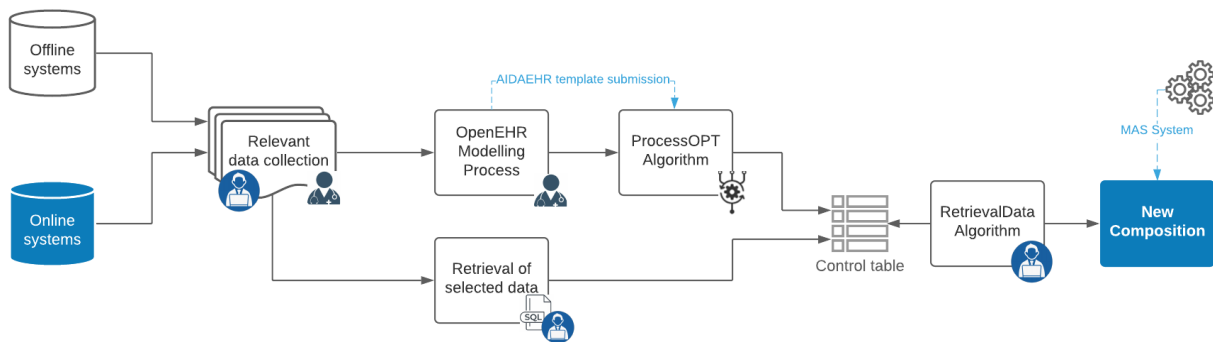 Offline
systems
Online
systems
Relevant
data collection
AIDAEHR template submission
OpenEHR
Modelling
Process
ProcessOPT
Algorithm
Retrieval of
selected data
SQL
Control table
RetrievalData
Algorithm
MAS System
New
Composition